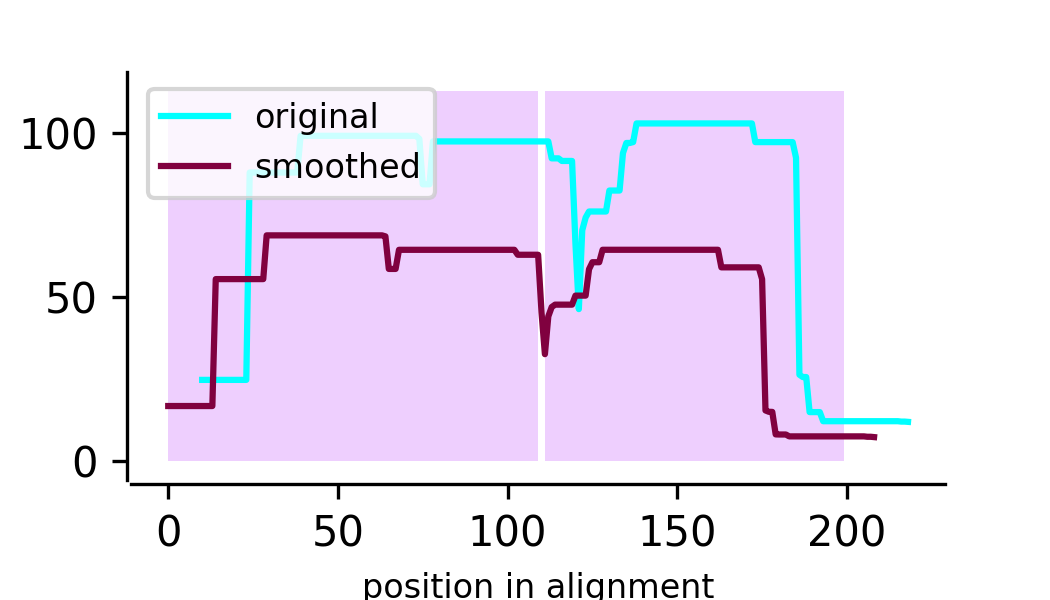 original
smoothed
100
50
0
0 50 100 150 200
position in alignment